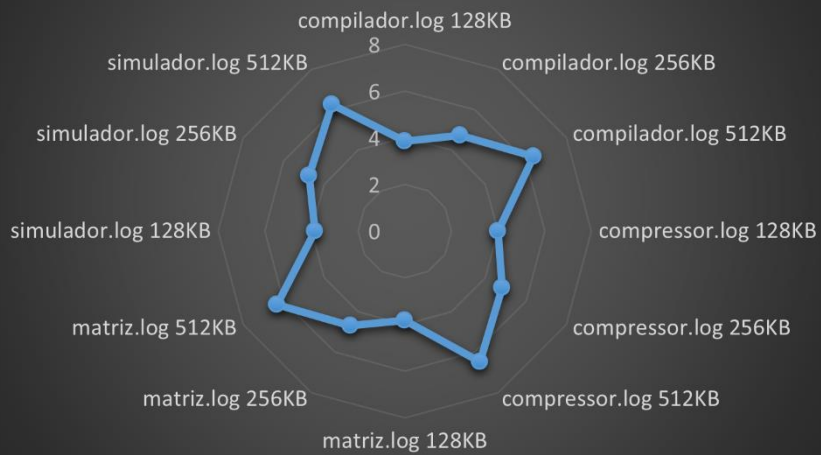 compilador.log 128KB
8
simulador.log 512KB
compilador.log 256KB
6
simulador.log 256KB
4
compilador.log 512KB
2
simulador.log 128KB
0
compressor.log 128KB
matriz.log 512KB
compressor.log 256KB
matriz.log 256KB
compressor.log 512KB
matriz.log 128KB